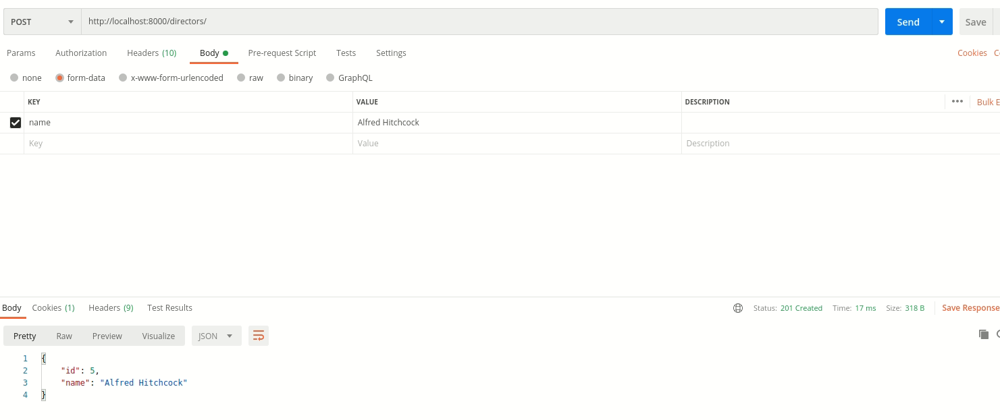 POST http://localhost:8000/directors/ Send Save
Params Authorization Headers (10) Body Pre-request Script Tests Settings Cookies
none form-data x-www-form-urlencoded raw binary GraphQL
KEY VALUE DESCRIPTION ••• Bulk E
name Alfred Hitchcock
Key Value Description
Body Cookies (1) Headers (9) Test Results Status: 201 Created Time: 17 ms Size: 318 B Save Response
Pretty Raw Preview Visualize JSON
1 {
2 "id": 5,
3 "name": "Alfred Hitchcock"
4 }